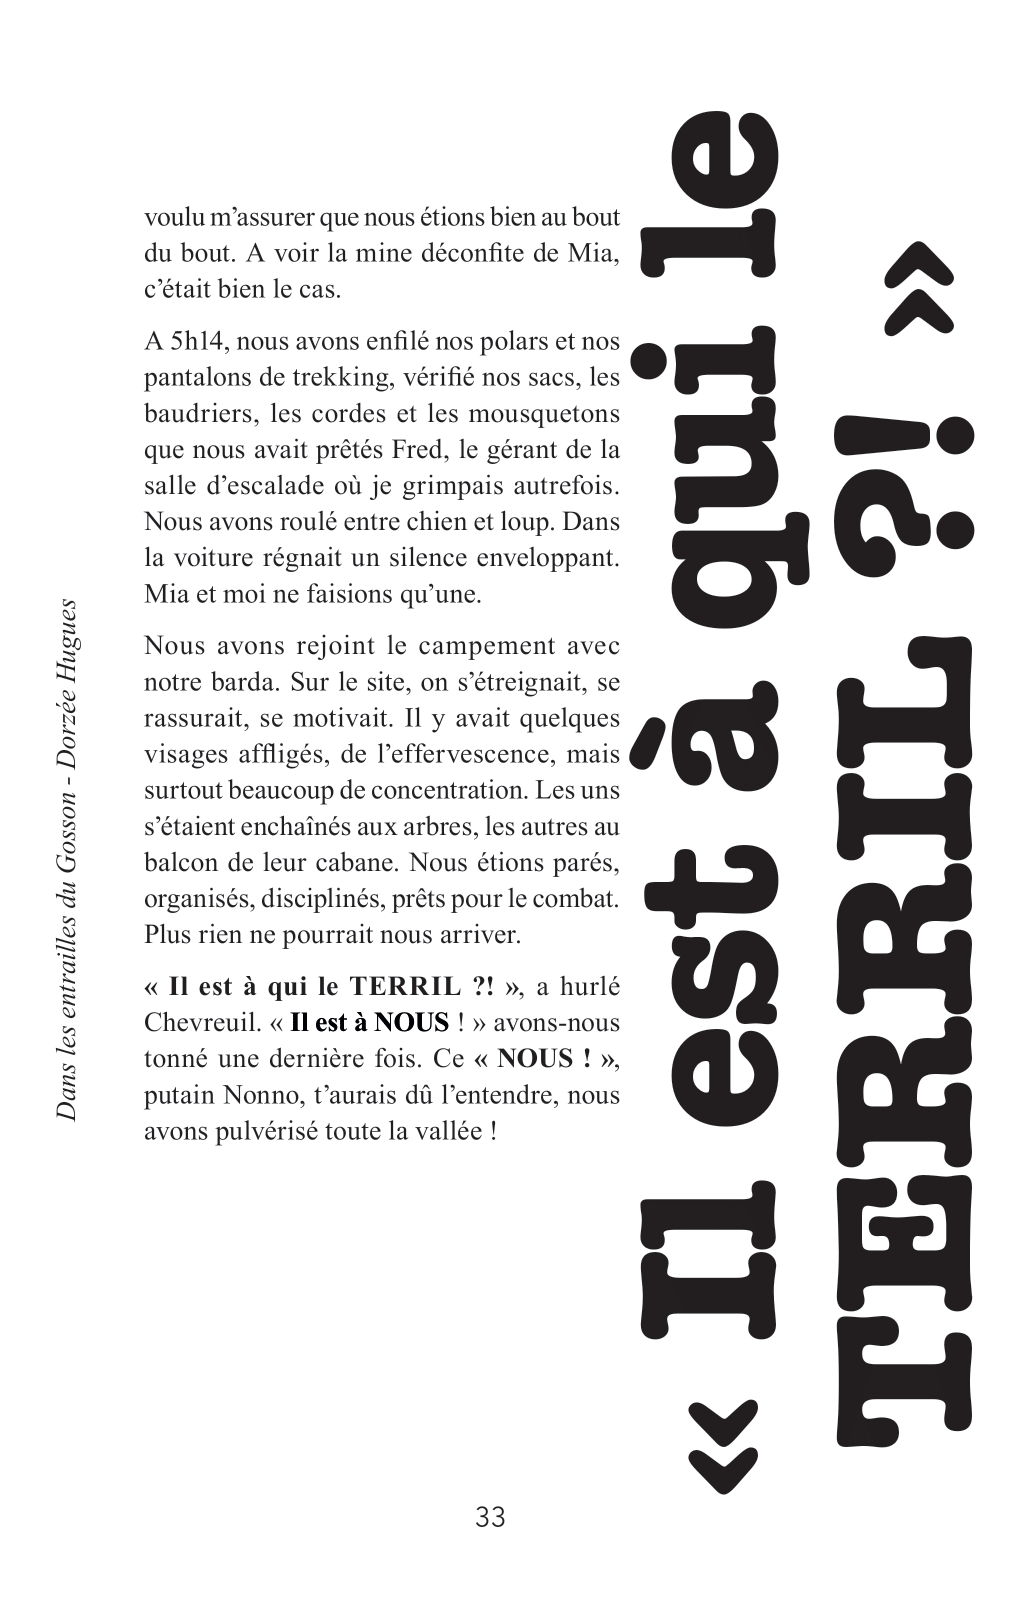 voulu m’assurer que nous étions bien au bout
du bout. A voir la mine déconfite de Mia,
c’était bien le cas.
A 5h14, nous avons enfilé nos polars et nos
pantalons de trekking, vérifié nos sacs, les
baudriers, les cordes et les mousquetons
que nous avait prêtés Fred, le gérant de la
salle d’escalade où je grimpais autrefois.
Nous avons roulé entre chien et loup. Dans
la voiture régnait un silence enveloppant.
Mia et moi ne faisions qu’une.
Nous avons rejoint le campement avec
notre barda. Sur le site, on s’étreignait, se
rassurait, se motivait. Il y avait quelques
visages affligés, de l’effervescence, mais
surtout beaucoup de concentration. Les uns
s’étaient enchaînés aux arbres, les autres au
balcon de leur cabane. Nous étions parés,
organisés, disciplinés, prêts pour le combat.
Plus rien ne pourrait nous arriver.
« Il est à qui le TERRIL ?! », a hurlé
Chevreuil. « Il est à NOUS ! » avons-nous
tonné une dernière fois. Ce « NOUS ! »,
putain Nonno, t’aurais dû l’entendre, nous
avons pulvérisé toute la vallée !
« Il est à qui le
TERRIL ?! »
Dans les entrailles du Gosson - Dorzée Hugues
33